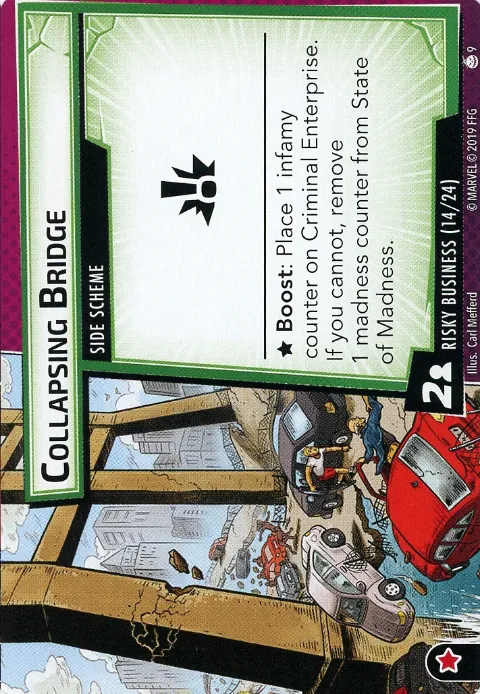 COLLAPSING BRIDGE
SIDE SCHEME
★ Boost: Place 1 infamy
counter on Criminal Enterprise.
If you cannot, remove
1 madness counter from State
of Madness.
2
RISKY BUSINESS (14/24)
Illus. Carl Mefferd
© MARVEL © 2019 FFG
9